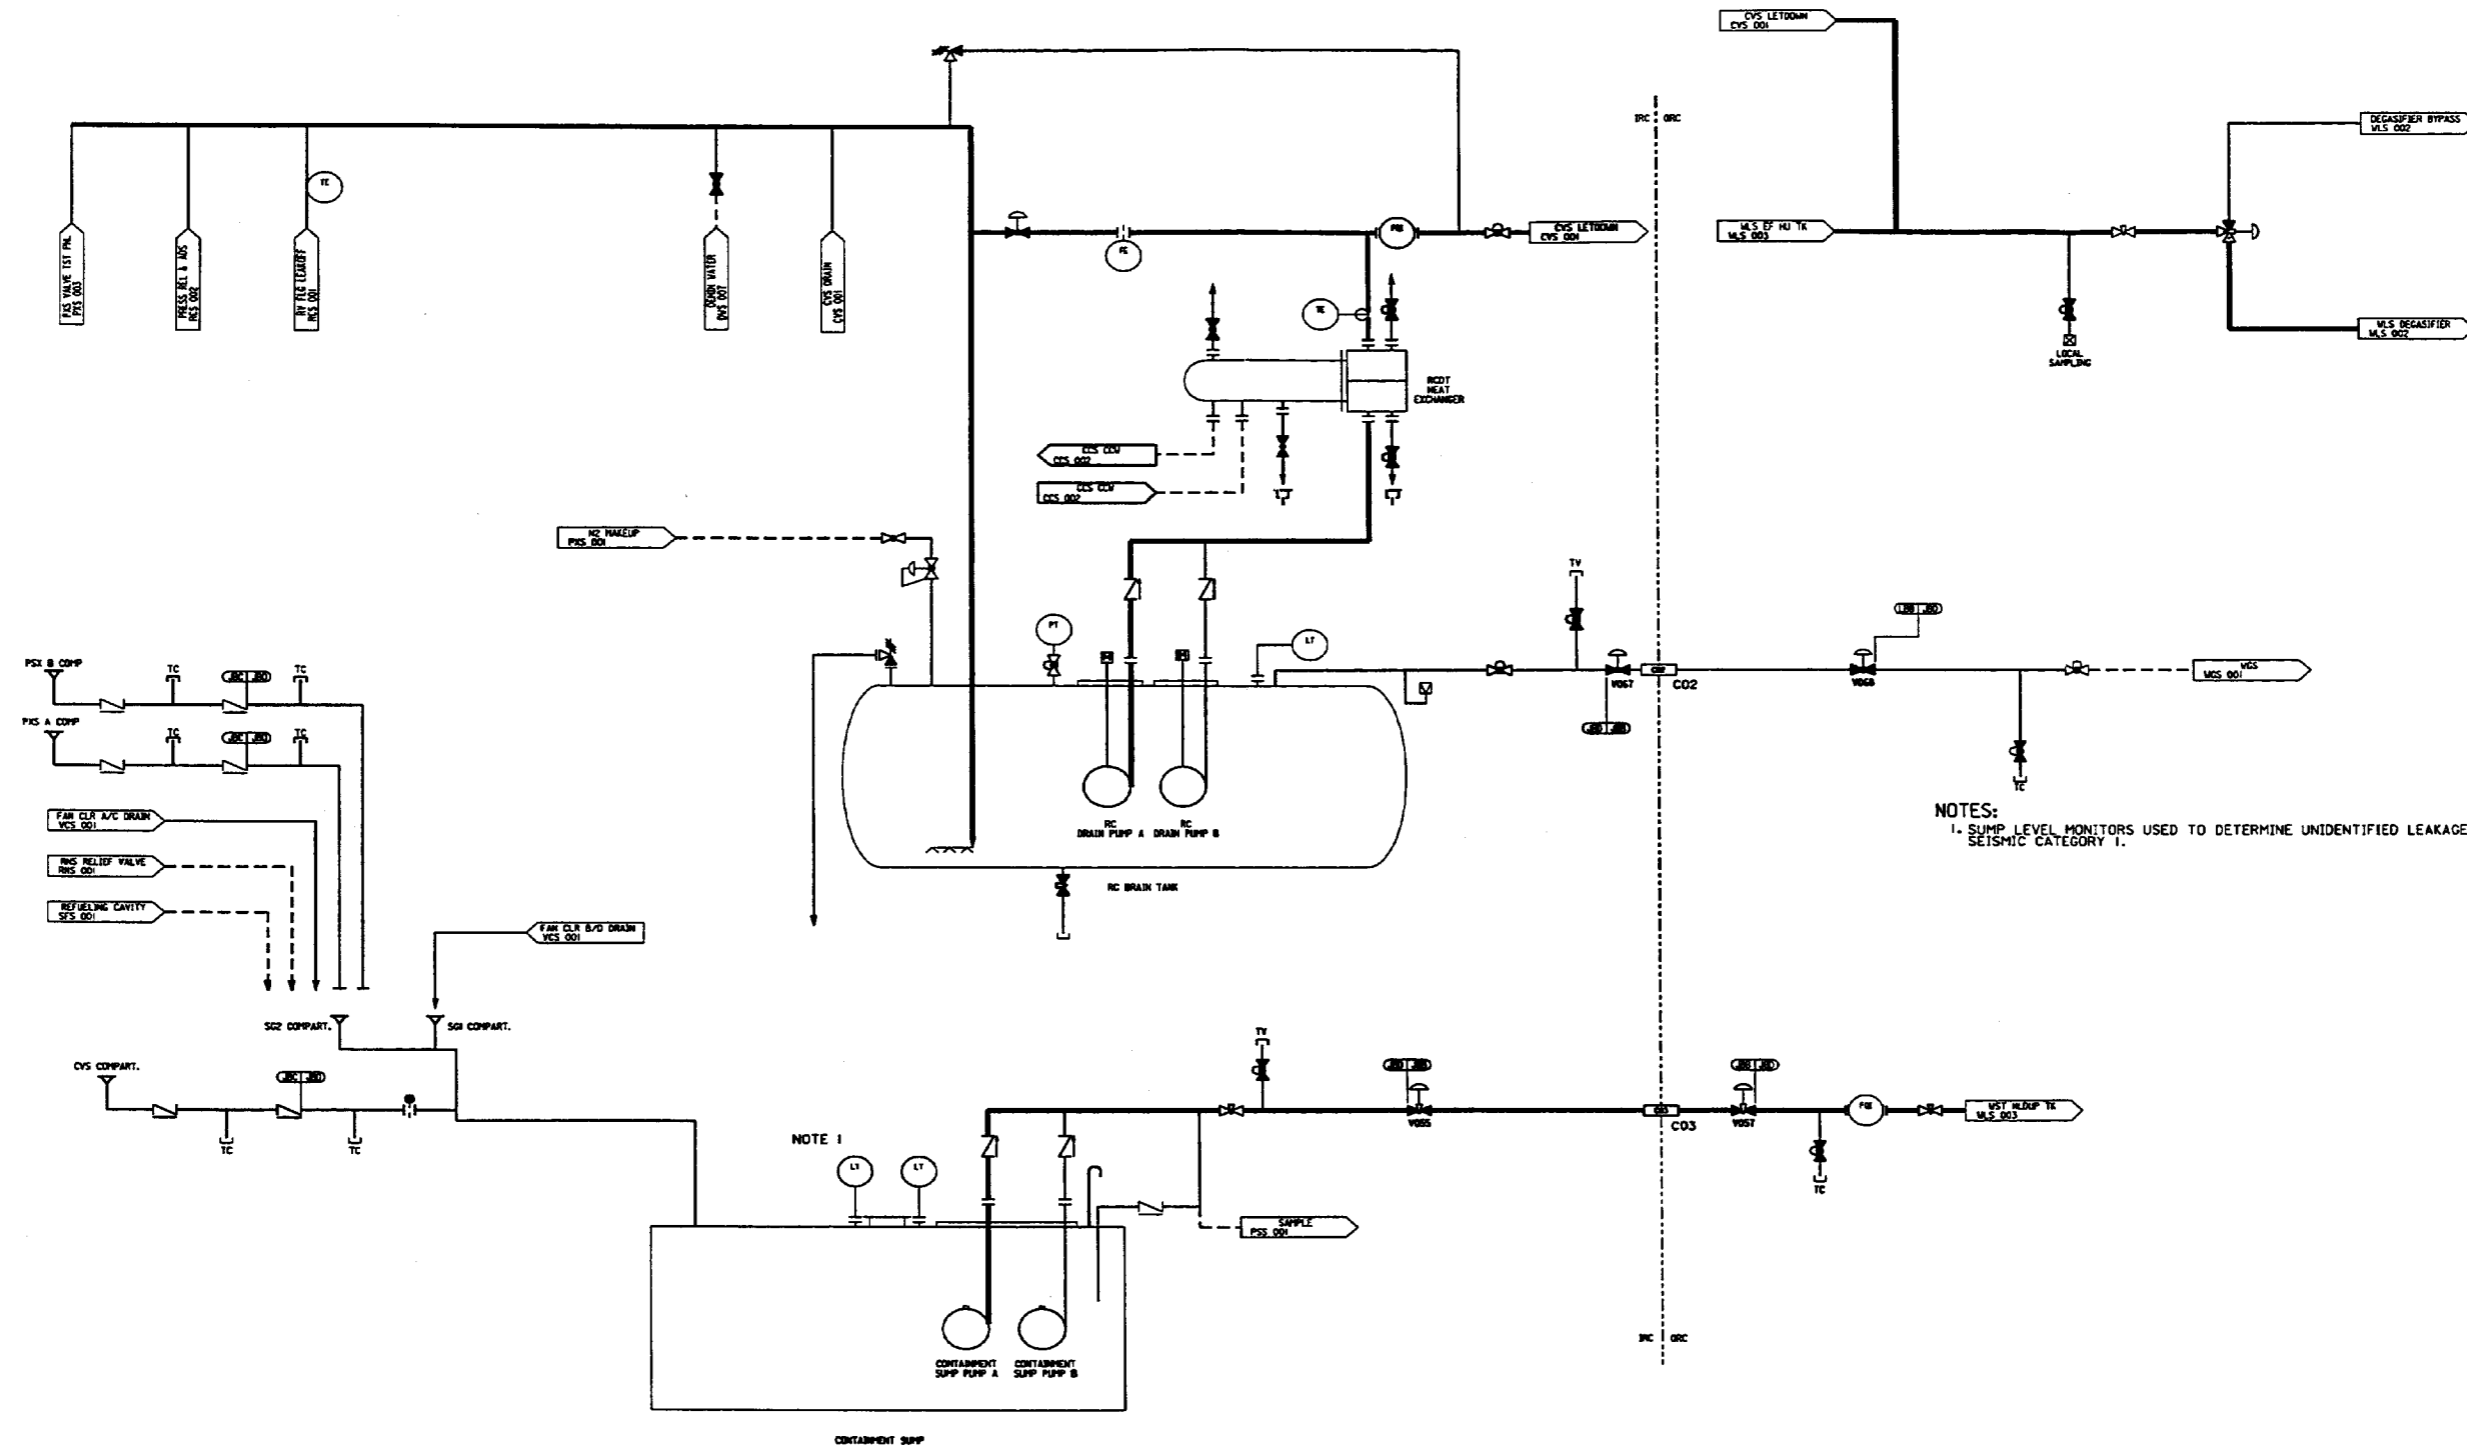 CVS LETDOWN
CVS 001
IRC ORC
DEGASIFIER BYPASS
WLS 002
TE
PXS VALVE TST PNL
PXS 003
PRESS REL & ADS
RCS 002
RV FLG LEAKOFF
RCS 001
DEMIN WATER
DWS 007
CVS DRAIN
CVS 001
FE
CVS LETDOWN
CVS 001
WLS EF HU TK
WLS 003
TE
WLS DEGASIFIER
WLS 002
LOCAL
SAMPLING
RCDT
HEAT
EXCHANGER
CCS CCW
CCS 002
CCS CCW
CCS 002
N2 MAKEUP
PXS 001
TV
PT
LT
PSX B COMP
TC
TC
V067
C02
V068
WGS
WGS 001
PXS A COMP
TC
TC
TC
NOTES:
1. SUMP LEVEL MONITORS USED TO DETERMINE UNIDENTIFIED LEAKAGE
SEISMIC CATEGORY I.
FAN CLR A/C DRAIN
VCS 001
RC
DRAIN PUMP A
RC
DRAIN PUMP B
RNS RELIEF VALVE
RNS 001
RC DRAIN TANK
REFUELING CAVITY
SFS 001
FAN CLR B/D DRAIN
VCS 001
SG2 COMPART.
SG1 COMPART.
TV
CVS COMPART.
V055
C03
V057
WST HLDUP TK
WLS 003
TC
TC
NOTE 1
LT
LT
TC
SAMPLE
PSS 001
IRC ORC
CONTAINMENT
SUMP PUMP A
CONTAINMENT
SUMP PUMP B
CONTAINMENT SUMP